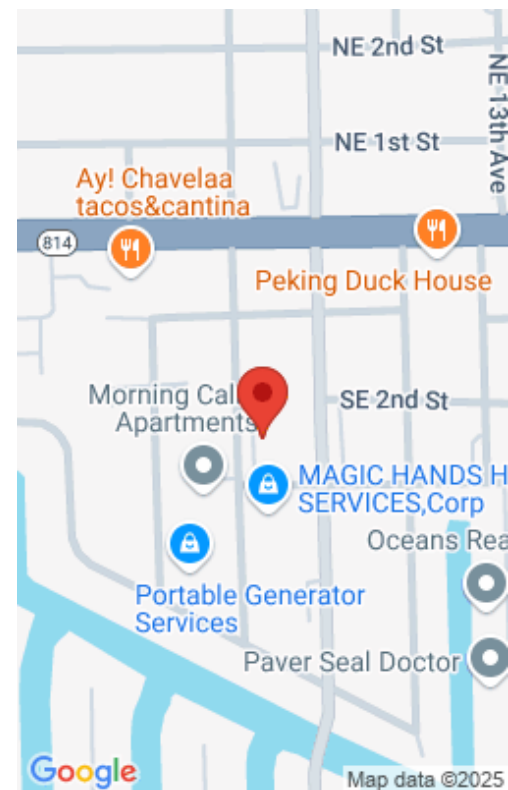 NE 2nd St
NE 13th Ave
NE 1st St
Ay! Chavelaa
tacos&cantina
814
Peking Duck House
Morning Cal
Apartments
SE 2nd St
MAGIC HANDS H
SERVICES,Corp
Oceans Rea
Portable Generator
Services
Paver Seal Doctor
Google
Map data ©2025